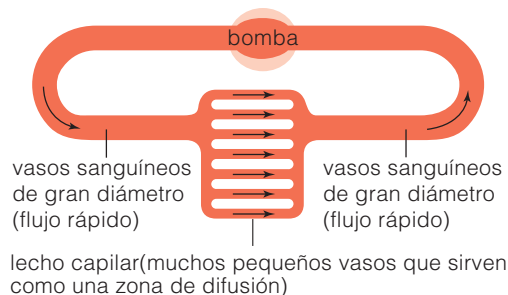 bomba
vasos sanguíneos
de gran diámetro
(flujo rápido)
vasos sanguíneos
de gran diámetro
(flujo rápido)
lecho capilar(muchos pequeños vasos que sirven
como una zona de difusión)